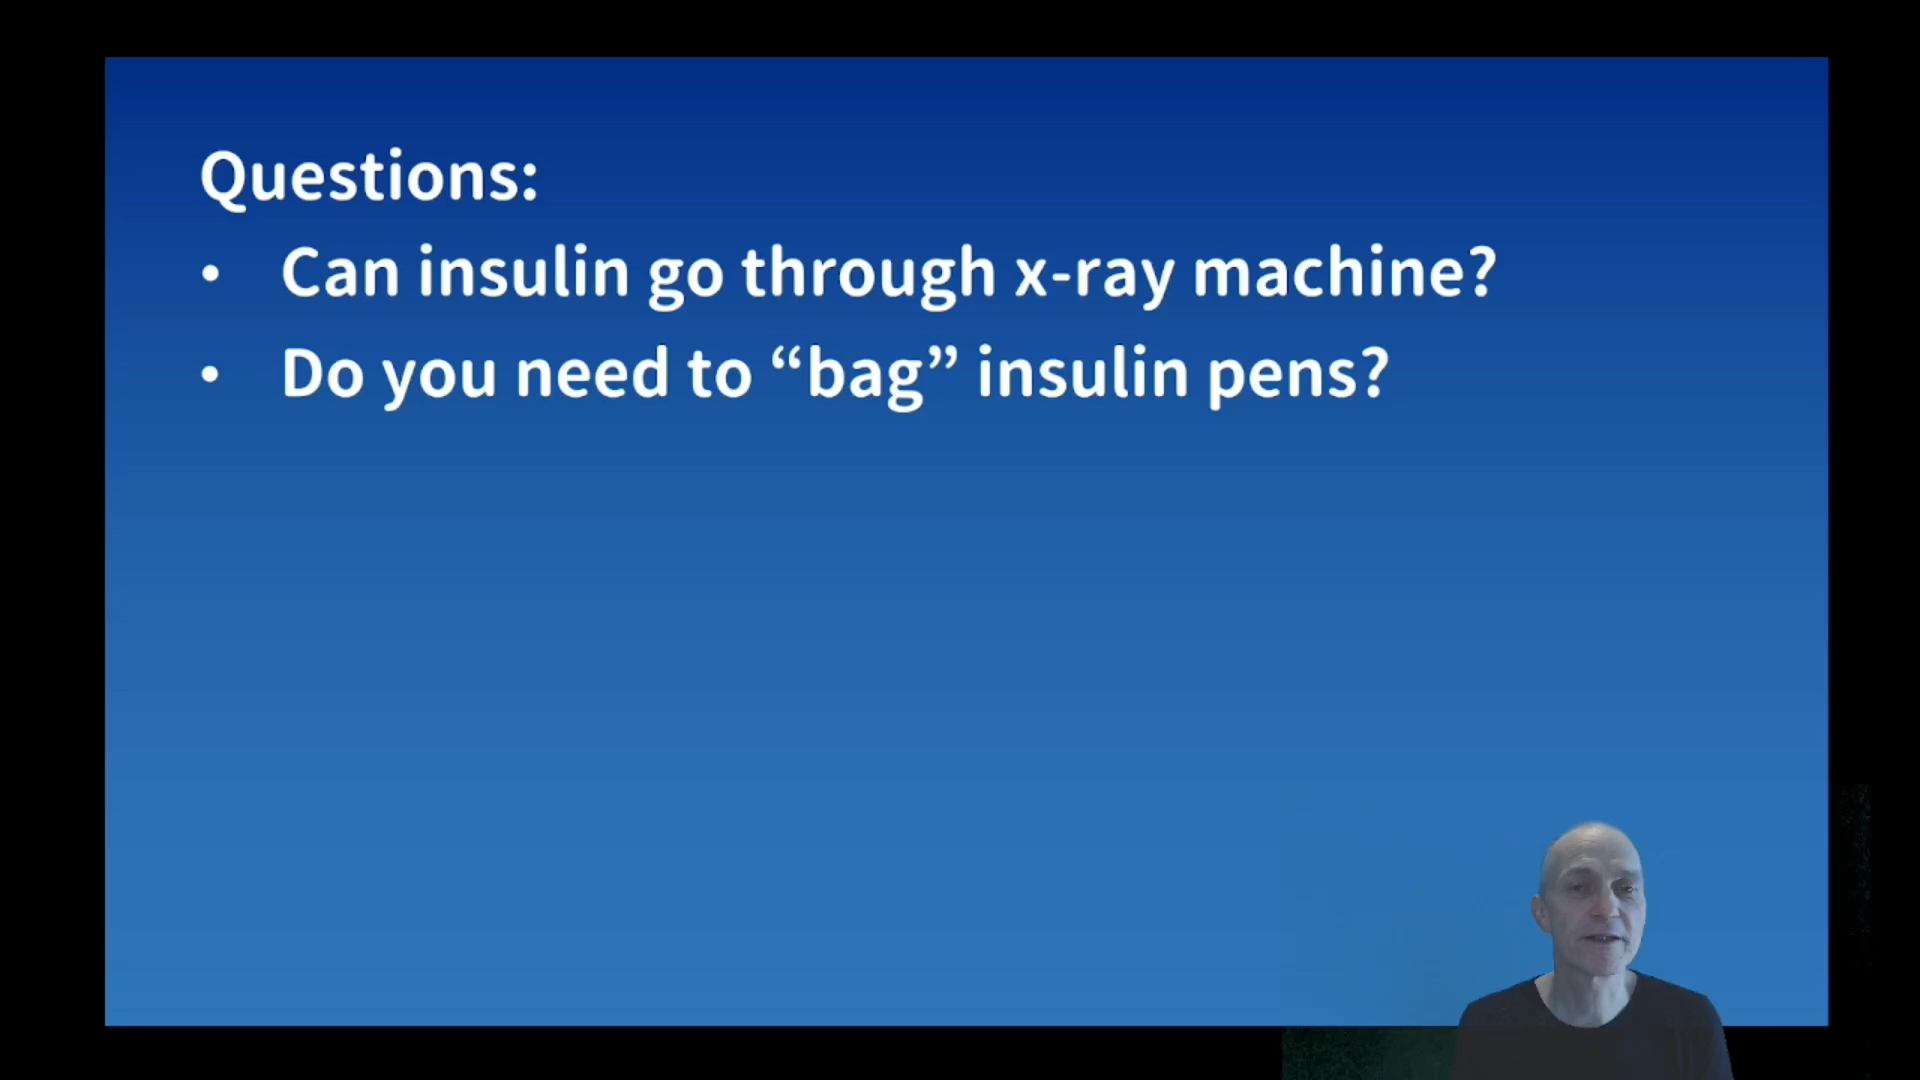 Questions:
• Can insulin go through x-ray machine?
• Do you need to “bag” insulin pens?